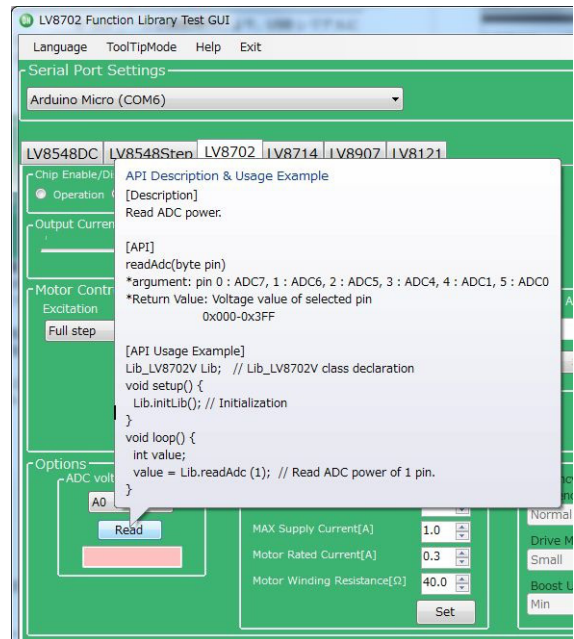 LV8702 Function Library Test GUI
Language ToolTipMode Help Exit
Serial Port Settings
Arduino Micro (COM6)
LV8548DC LV8548Step LV8702 LV8714 LV8907 LV8121
Chip Enable/Di
Operation
Output Curren
Motor Contr
Excitation
Full step
API Description & Usage Example
[Description]
Read ADC power.
[API]
readAdc(byte pin)
*argument: pin 0 : ADC7, 1 : ADC6, 2 : ADC5, 3 : ADC4, 4 : ADC1, 5 : ADC0
*Return Value: Voltage value of selected pin
0x000-0x3FF
[API Usage Example]
Lib_LV8702V Lib; // Lib_LV8702V class declaration
void setup() {
Lib.initLib(); // Initialization
}
void loop() {
int value;
value = Lib.readAdc (1); // Read ADC power of 1 pin.
}
Options
ADC volt
A0
Read
MAX Supply Current[A] 1.0
Motor Rated Current[A] 0.3
Motor Winding Resistance[Ω] 40.0
Set
Normal
Drive M
Small
Boost U
Min